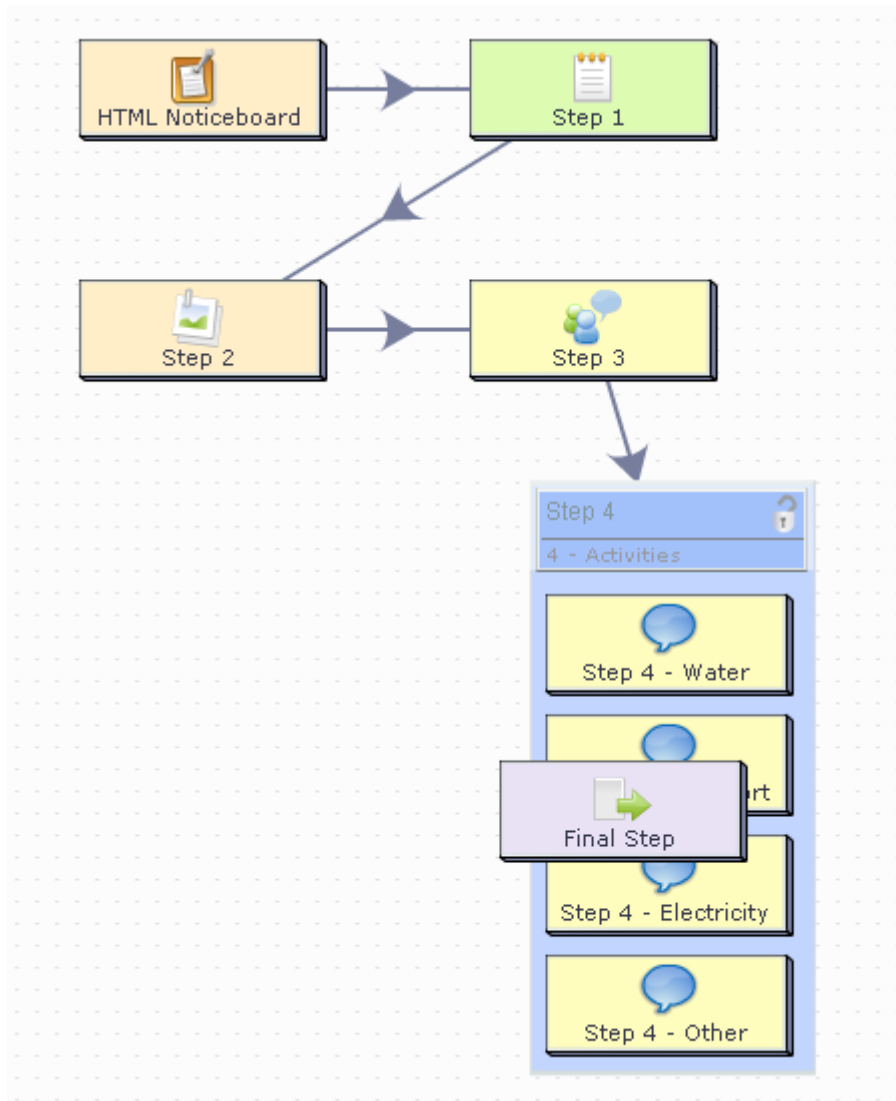 HTML Noticeboard
Step 1
Step 2
Step 3
Step 4
4 - Activities
Step 4 - Water
Final Step
Step 4 - Electricity
Step 4 - Other